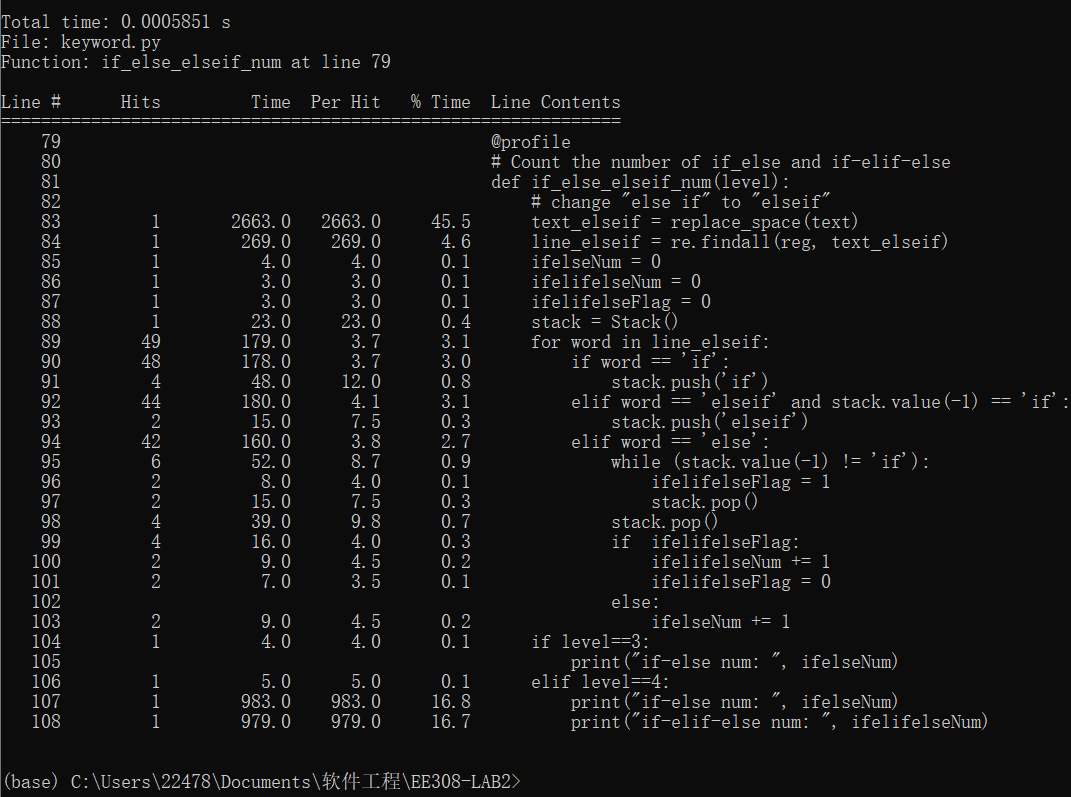 Total time: 0.0005851 s
File: keyword.py
Function: if_else_elseif_num at line 79
Line #      Hits         Time  Per Hit   % Time  Line Contents
==============================================================
    79                                           @profile
    80                                           # Count the number of if_else and if-elif-else
    81                                           def if_else_elseif_num(level):
    82                                               # change "else if" to "elseif"
    83         1       2663.0   2663.0     45.5      text_elseif = replace_space(text)
    84         1        269.0    269.0      4.6      line_elseif = re.findall(reg, text_elseif)
    85         1          4.0      4.0      0.1      ifelseNum = 0
    86         1          3.0      3.0      0.1      ifelifelseNum = 0
    87         1          3.0      3.0      0.1      ifelifelseFlag = 0
    88         1         23.0     23.0      0.4      stack = Stack()
    89        49        179.0      3.7      3.1      for word in line_elseif:
    90        48        178.0      3.7      3.0          if word == 'if':
    91         4         48.0     12.0      0.8              stack.push('if')
    92        44        180.0      4.1      3.1          elif word == 'elseif' and stack.value(-1) == 'if':
    93         2         15.0      7.5      0.3              stack.push('elseif')
    94        42        160.0      3.8      2.7          elif word == 'else':
    95         6         52.0      8.7      0.9              while (stack.value(-1) != 'if'):
    96         2          8.0      4.0      0.1                  ifelifelseFlag = 1
    97         2         15.0      7.5      0.3                  stack.pop()
    98         4         39.0      9.8      0.7              stack.pop()
    99         4         16.0      4.0      0.3              if  ifelifelseFlag:
   100         2          9.0      4.5      0.2                  ifelifelseNum += 1
   101         2          7.0      3.5      0.1                  ifelifelseFlag = 0
   102                                                       else:
   103         2          9.0      4.5      0.2                  ifelseNum += 1
   104         1          4.0      4.0      0.1      if level==3:
   105                                                   print("if-else num: ", ifelseNum)
   106         1          5.0      5.0      0.1      elif level==4:
   107         1        983.0    983.0     16.8          print("if-else num: ", ifelseNum)
   108         1        979.0    979.0     16.7          print("if-elif-else num: ", ifelifelseNum)
(base) C:\Users\22478\Documents\软件工程\EE308-LAB2>